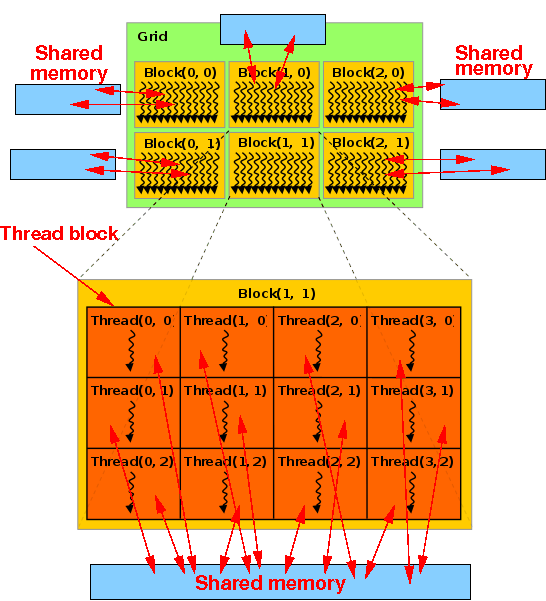 Grid
Shared
memory
Shared
memory
Block(0, 0)
Block(1, 0)
Block(2, 0)
Block(0, 1)
Block(1, 1)
Block(2, 1)
Thread block
Block(1, 1)
Thread(0, 0)
Thread(1, 0)
Thread(2, 0)
Thread(3, 0)
Thread(0, 1)
Thread(1, 1)
Thread(2, 1)
Thread(3, 1)
Thread(0, 2)
Thread(1, 2)
Thread(2, 2)
Thread(3, 2)
Shared memory